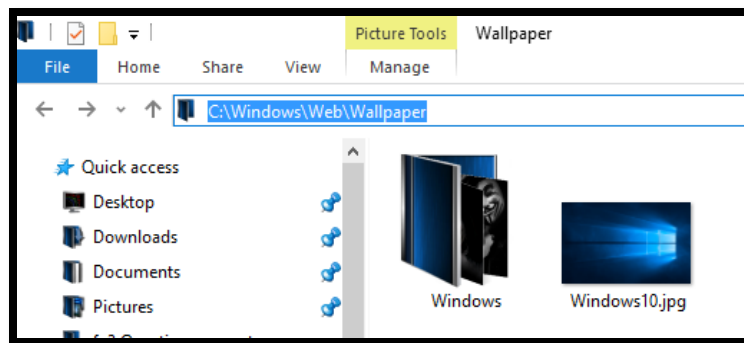 Picture Tools Wallpaper
File Home Share View Manage
C:\Windows\Web\Wallpaper
Quick access
Desktop
Downloads
Documents
Pictures
Windows Windows10.jpg